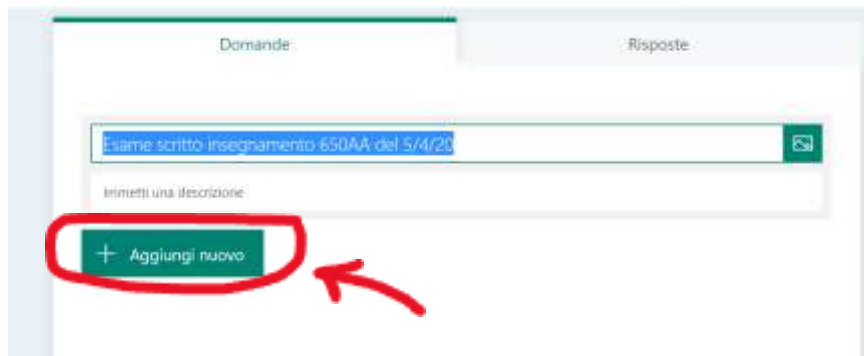 Domande
Risposte
Esame scritto insegnamento 650AA del 5/4/20
Immetti una descrizione
+ Aggiungi nuovo